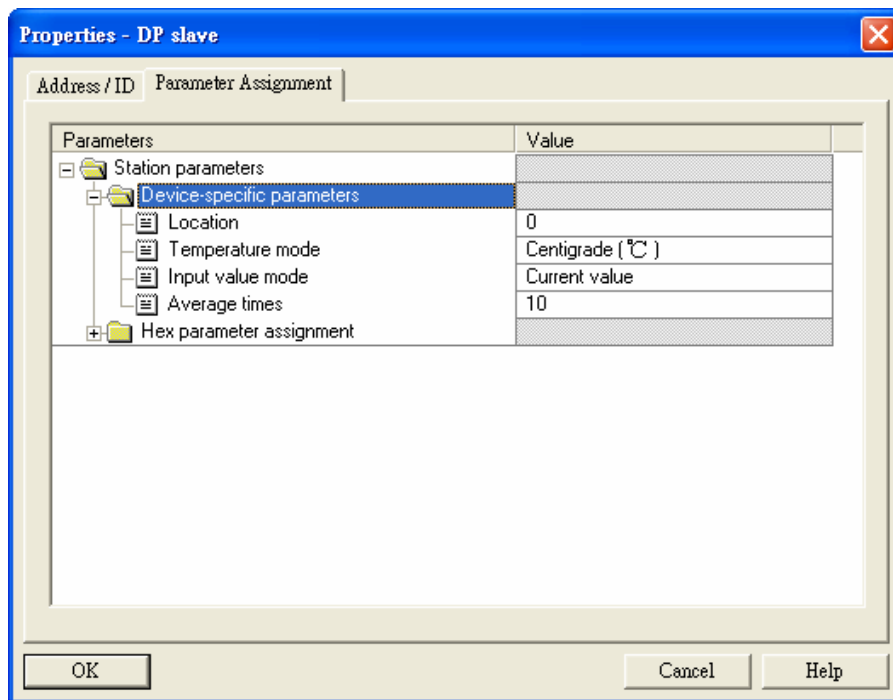 Properties - DP slave
Address / ID Parameter Assignment
Parameters Value
Station parameters
Device-specific parameters
Location 0
Temperature mode Centigrade ( ℃ )
Input value mode Current value
Average times 10
Hex parameter assignment
OK Cancel Help